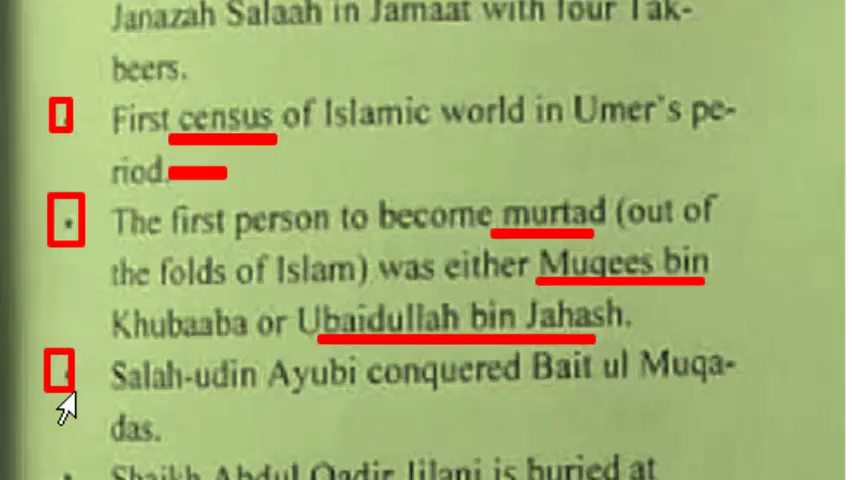 Janazah Salaah in Jamaat with four Tak-
beers.
First census of Islamic world in Umer's pe-
riod.
• The first person to become murtad (out of
the folds of Islam) was either Muqees bin
Khubaaba or Ubaidullah bin Jahash.
Salah-udin Ayubi conquered Bait ul Muqa-
das.
• Shaikh Abdul Qadir Jilani is buried at